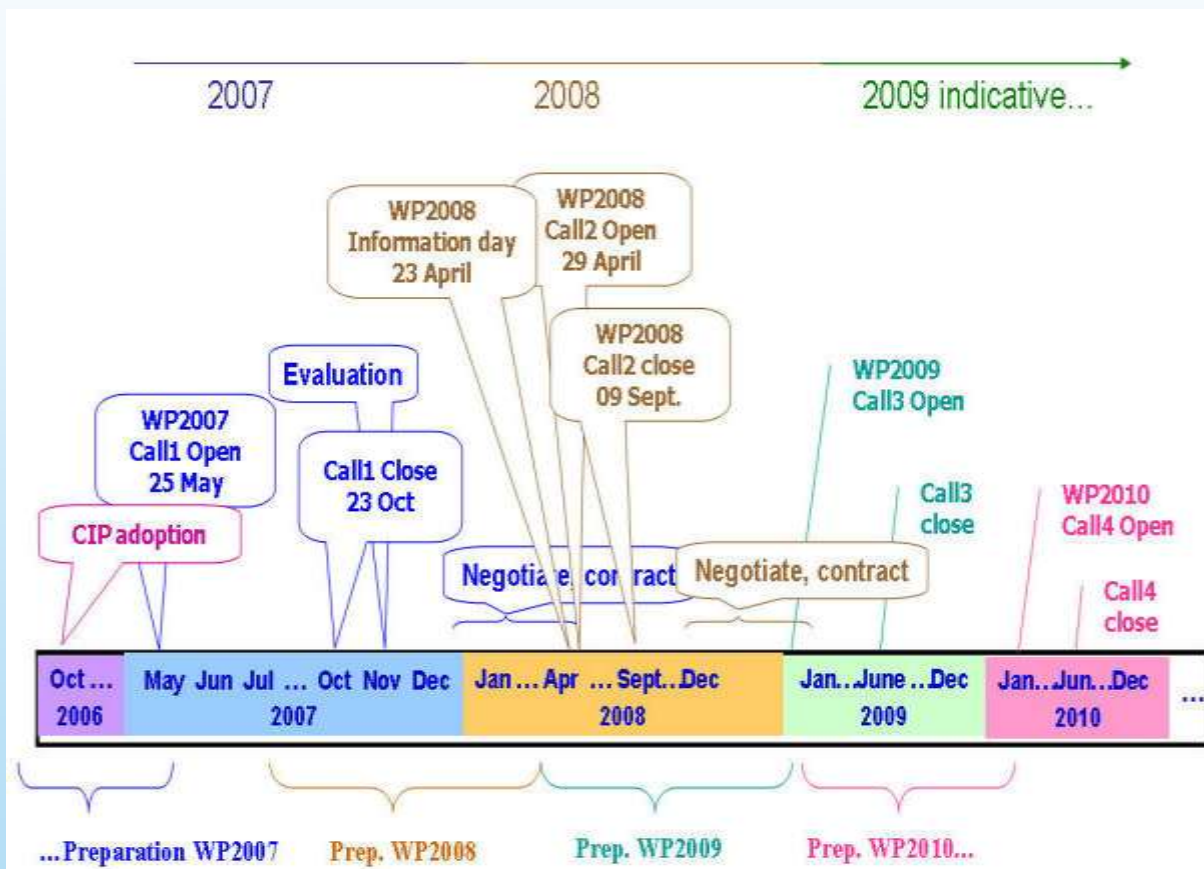 2007
2008
2009 indicative...
WP2008
Information day
23 April
WP2008
Call2 Open
29 April
WP2008
Call2 close
09 Sept.
Evaluation
WP2007
Call1 Open
25 May
Call1 Close
23 Oct
CIP adoption
Negotiate, contract
Negotiate, contract
WP2009
Call3 Open
Call3
close
WP2010
Call4 Open
Call4
close
Oct ...
2006
May Jun Jul ... Oct Nov Dec
2007
Jan ... Apr ... Sept...Dec
2008
Jan...June ...Dec
2009
Jan...Jun...Dec
2010
...
...Preparation WP2007
Prep. WP2008
Prep. WP2009
Prep. WP2010...